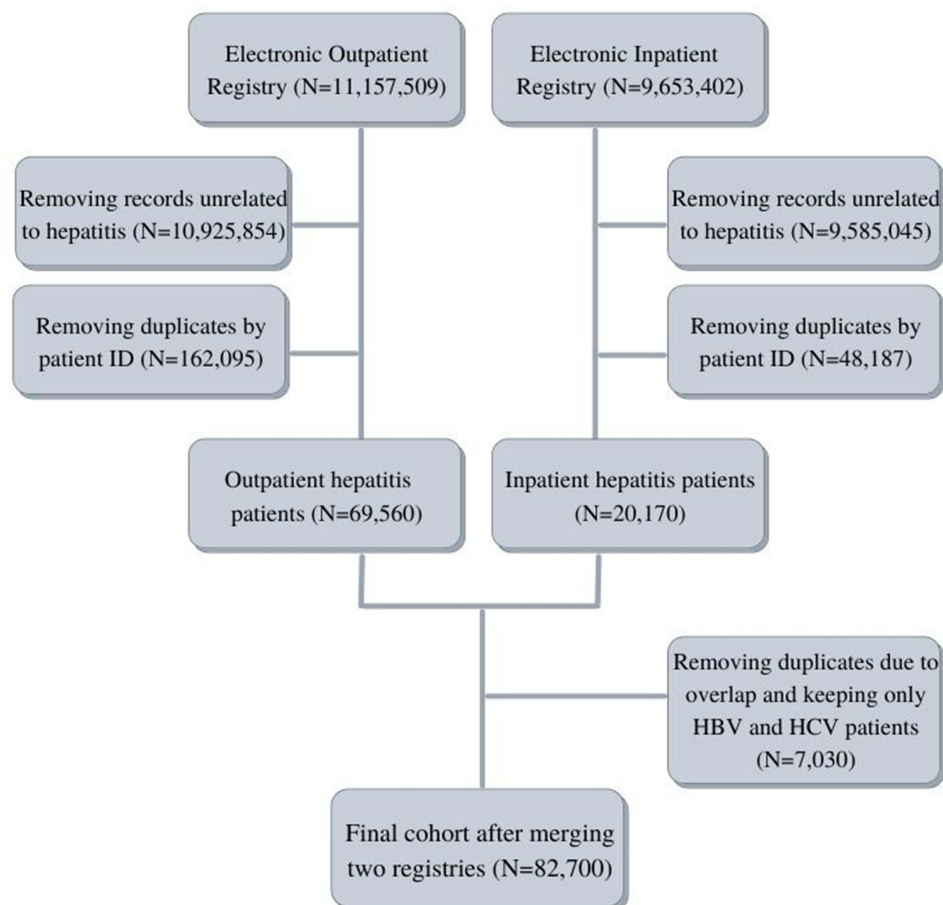 Electronic Outpatient
Registry (N=11,157,509)
Electronic Inpatient
Registry (N=9,653,402)
Removing records unrelated
to hepatitis (N=10,925,854)
Removing records unrelated
to hepatitis (N=9,585,045)
Removing duplicates by
patient ID (N=162,095)
Removing duplicates by
patient ID (N=48,187)
Outpatient hepatitis
patients (N=69,560)
Inpatient hepatitis patients
(N=20,170)
Removing duplicates due to
overlap and keeping only
HBV and HCV patients
(N=7,030)
Final cohort after merging
two registries (N=82,700)